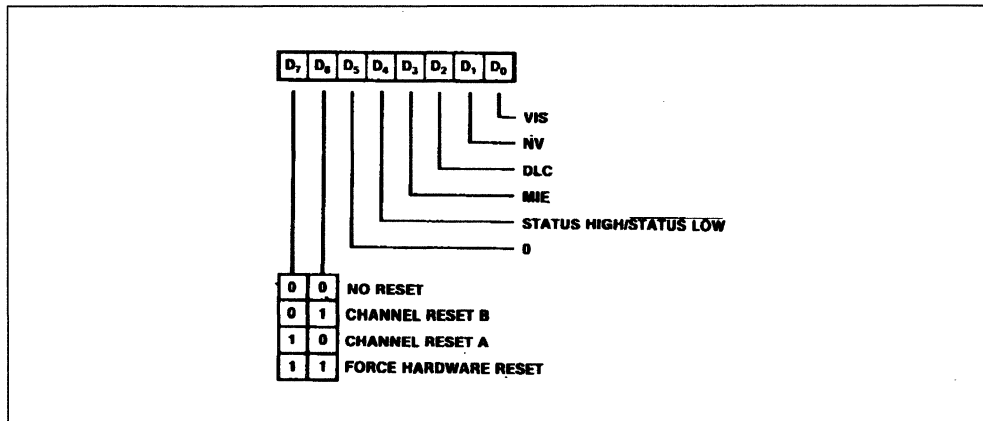 D₇ D₆ D₅ D₄ D₃ D₂ D₁ D₀
VIS
NV
DLC
MIE
STATUS HIGH/STATUS LOW
0
0 0 NO RESET
0 1 CHANNEL RESET B
1 0 CHANNEL RESET A
1 1 FORCE HARDWARE RESET